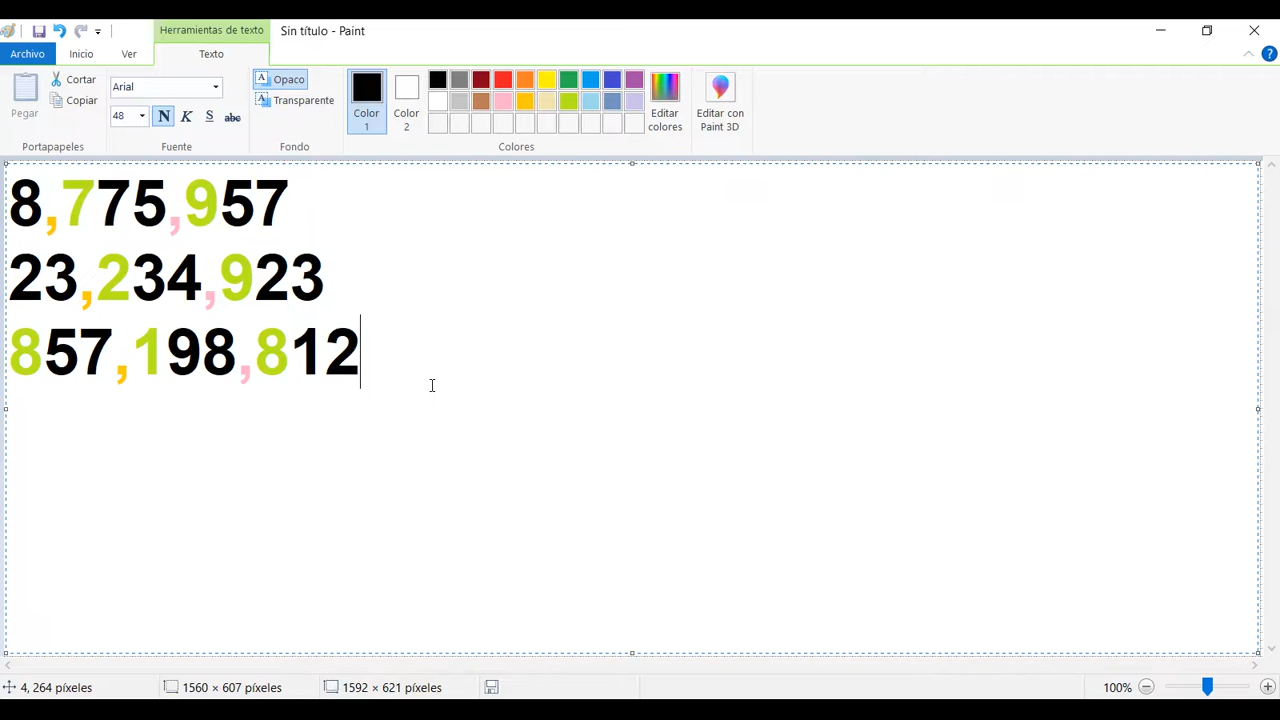 Herramientas de texto
Sin título - Paint
Archivo Inicio Ver Texto
Pegar
Cortar
Copiar
Portapapeles
Arial
48 N K S abc
Fuente
Opaco
Transparente
Fondo
Color 1
Color 2
Editar colores
Colores
Editar con Paint 3D
8,775,957
23,234,923
857,198,812
4, 264 píxeles
1560 × 607 píxeles
1592 × 621 píxeles
100%